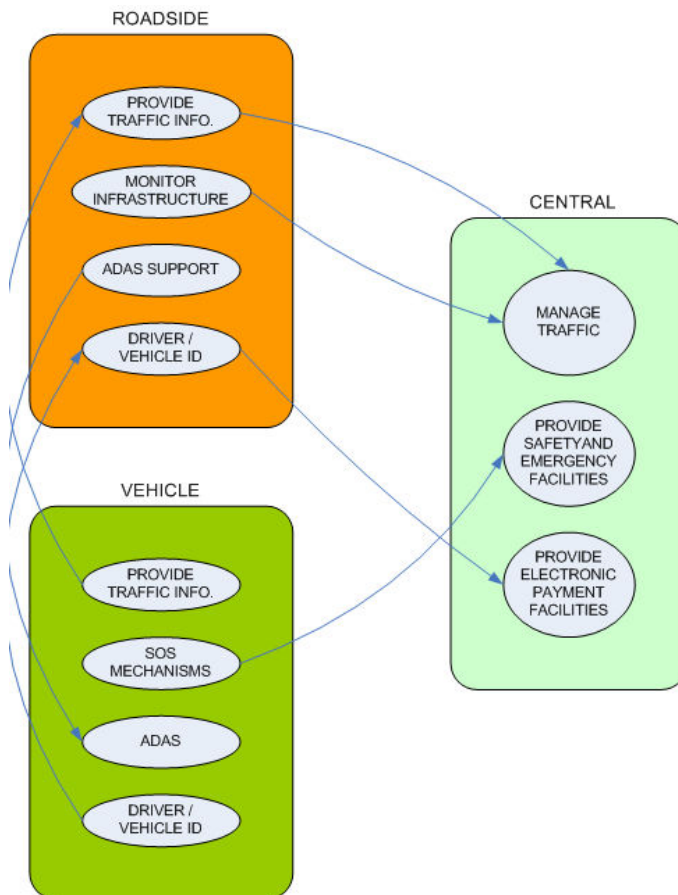 ROADSIDE
PROVIDE
TRAFFIC INFO.
MONITOR
INFRASTRUCTURE
ADAS SUPPORT
DRIVER /
VEHICLE ID
VEHICLE
PROVIDE
TRAFFIC INFO.
SOS
MECHANISMS
ADAS
DRIVER /
VEHICLE ID
CENTRAL
MANAGE
TRAFFIC
PROVIDE
SAFETYAND
EMERGENCY
FACILITIES
PROVIDE
ELECTRONIC
PAYMENT
FACILITIES